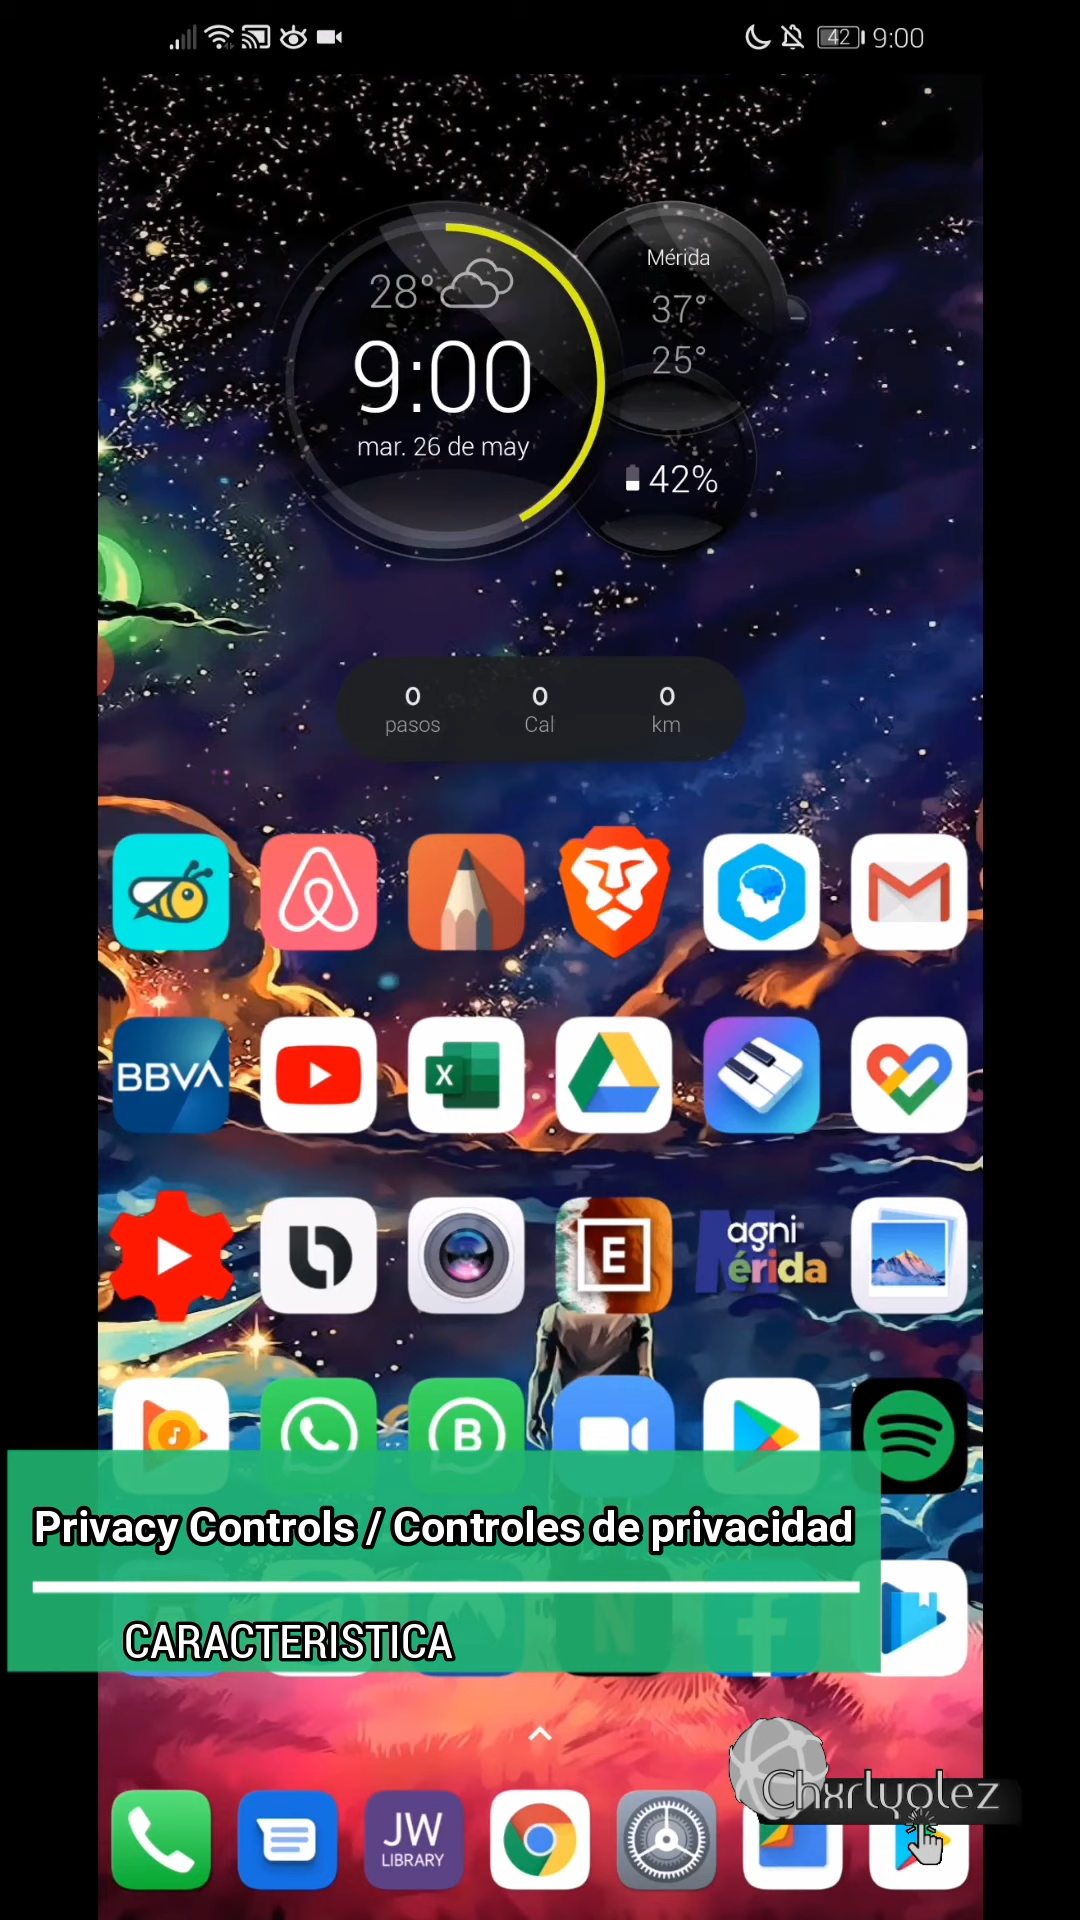 42 9:00
28°
9:00
mar. 26 de may
Mérida
37°
25°
42%
0 0 0
pasos Cal km
BBVA
X
E
agni
Mérida
B
Privacy Controls / Controles de privacidad
CARACTERISTICA
JW
LIBRARY
Chxrlyolez